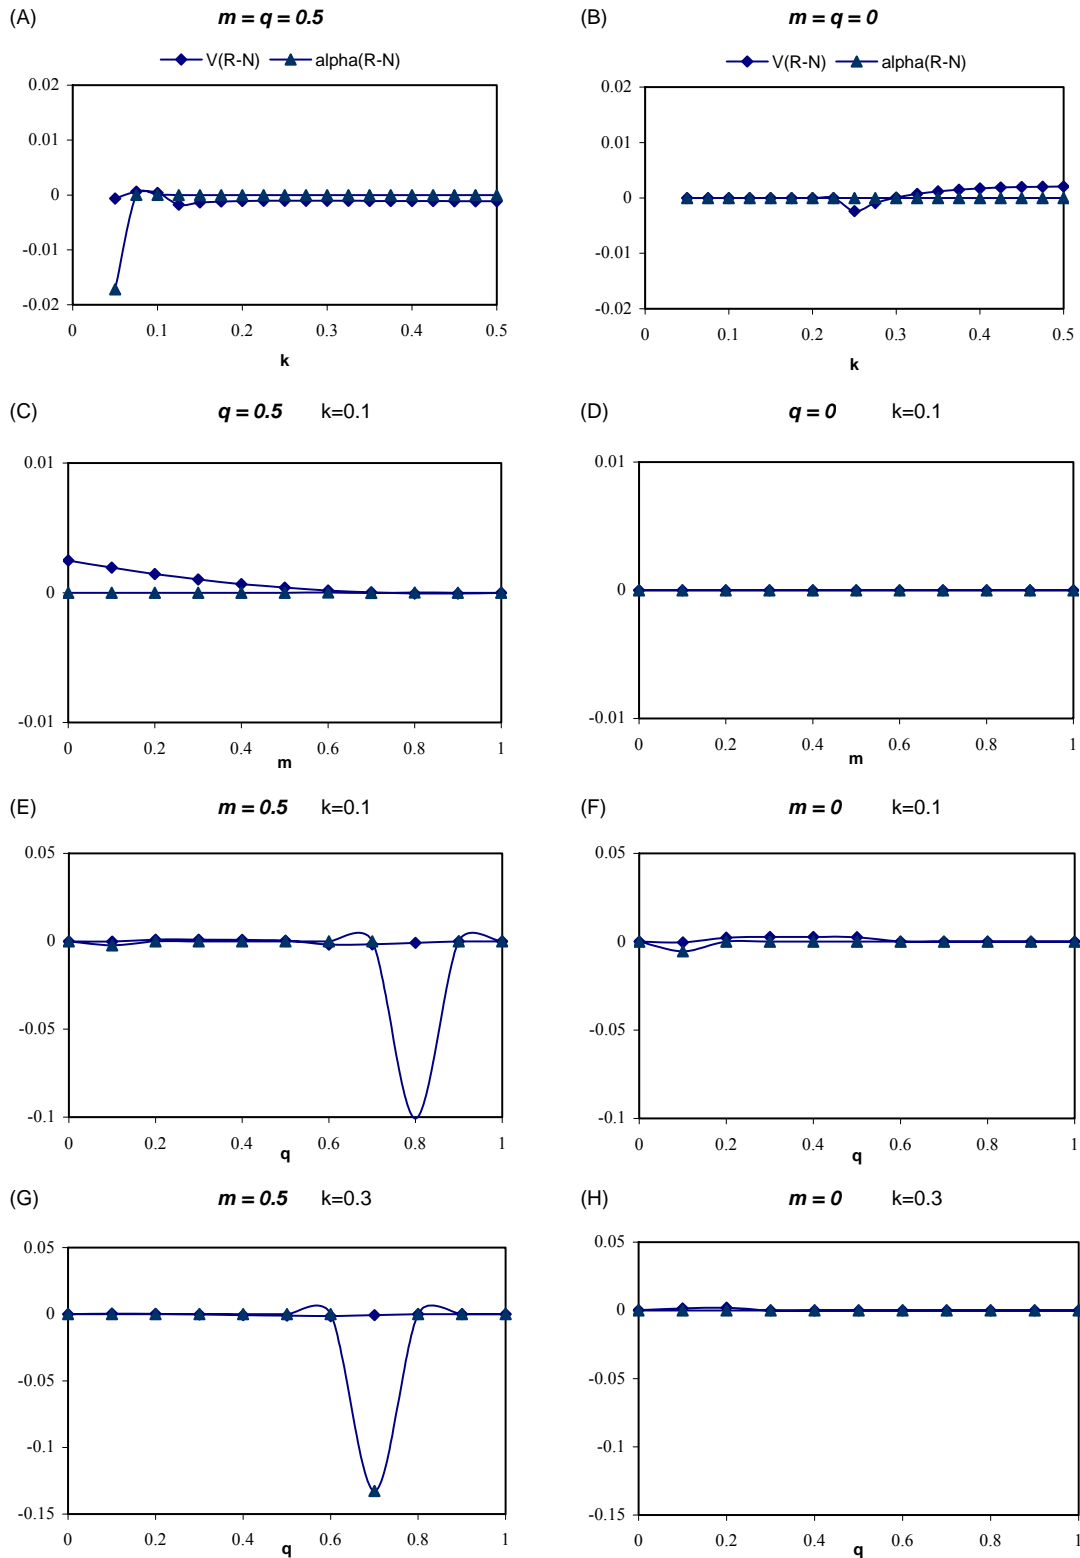 (A) m = q = 0.5
V(R-N) alpha(R-N)
0.02
0.01
0
-0.01
-0.02
0 0.1 0.2 0.3 0.4 0.5
k
(B) m = q = 0
V(R-N) alpha(R-N)
0.02
0.01
0
-0.01
-0.02
0 0.1 0.2 0.3 0.4 0.5
k
(C) q = 0.5 k=0.1
0.01
0
-0.01
0 0.2 0.4 0.6 0.8 1
m
(D) q = 0 k=0.1
0.01
0
-0.01
0 0.2 0.4 0.6 0.8 1
m
(E) m = 0.5 k=0.1
0.05
0
-0.05
-0.1
0 0.2 0.4 0.6 0.8 1
q
(F) m = 0 k=0.1
0.05
0
-0.05
-0.1
0 0.2 0.4 0.6 0.8 1
q
(G) m = 0.5 k=0.3
0.05
0
-0.05
-0.1
-0.15
0 0.2 0.4 0.6 0.8 1
q
(H) m = 0 k=0.3
0.05
0
-0.05
-0.1
-0.15
0 0.2 0.4 0.6 0.8 1
q